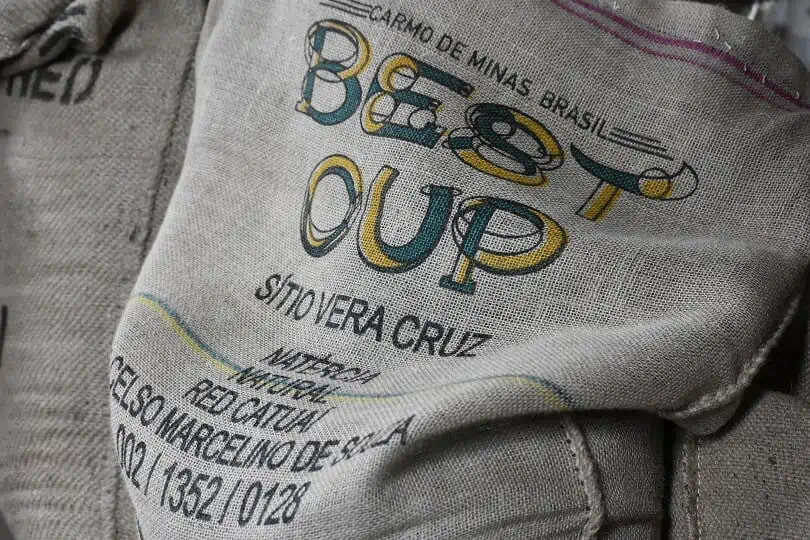 CARMO DE MINAS BRASIL
BEST
CUP
SÍTIO VERA CRUZ
NATÉRCIA
NATURAL
RED CATUAI
CELSO MARCELINO DE SOUZA
002 / 1352 / 0128